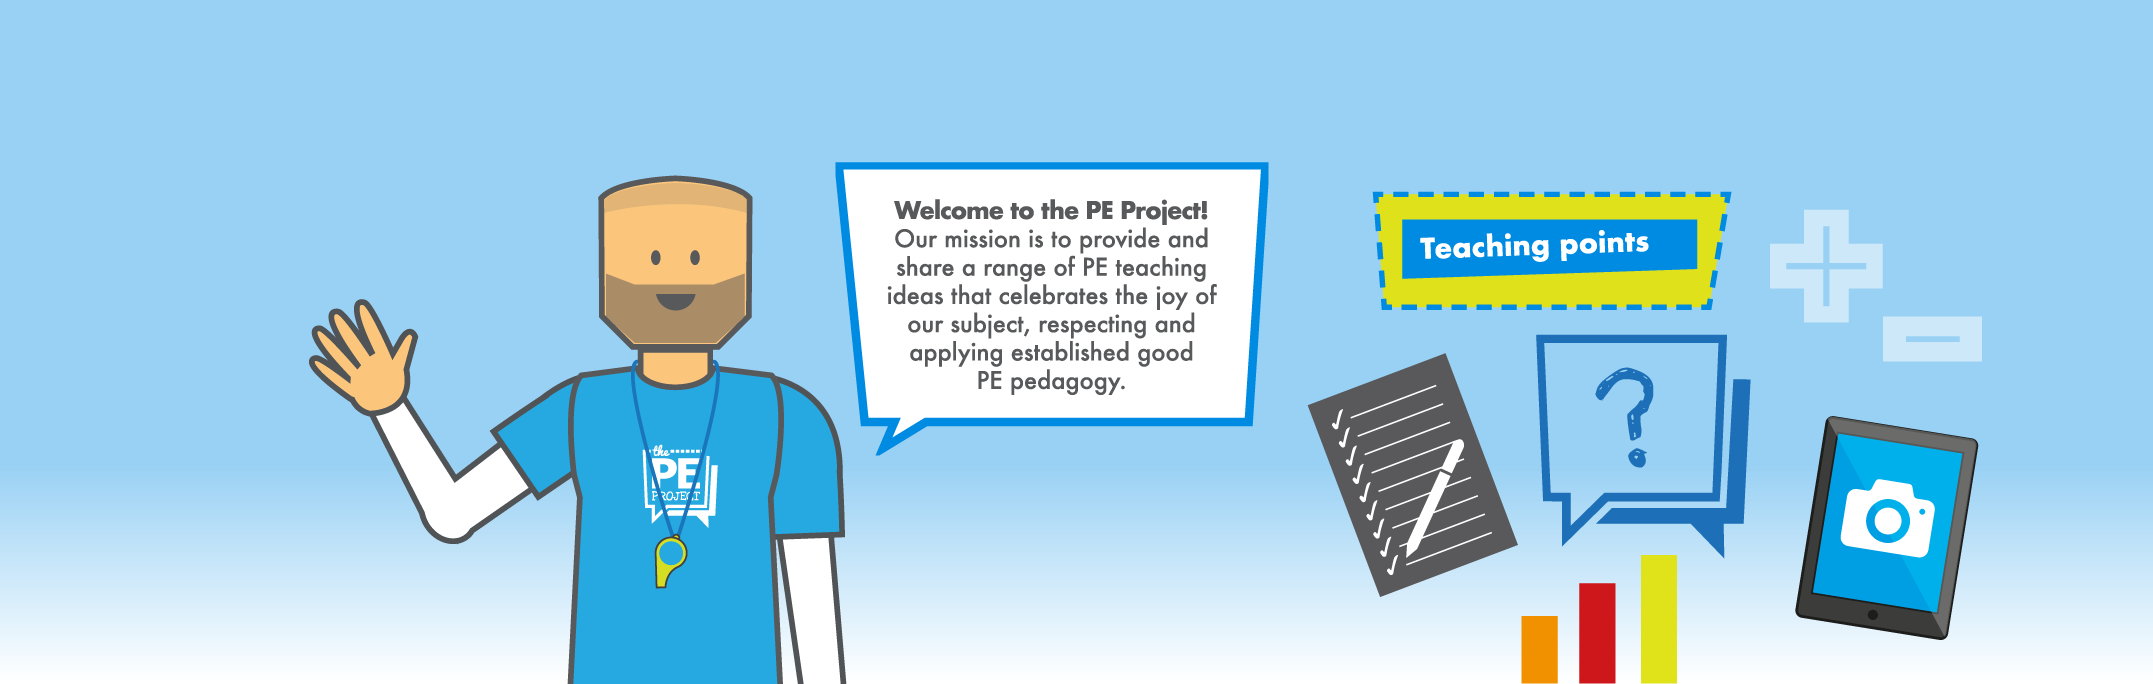 Welcome to the PE Project!
Our mission is to provide and
share a range of PE teaching
ideas that celebrates the joy of
our subject, respecting and
applying established good
PE pedagogy.
Teaching points
the
PE
PROJECT
?